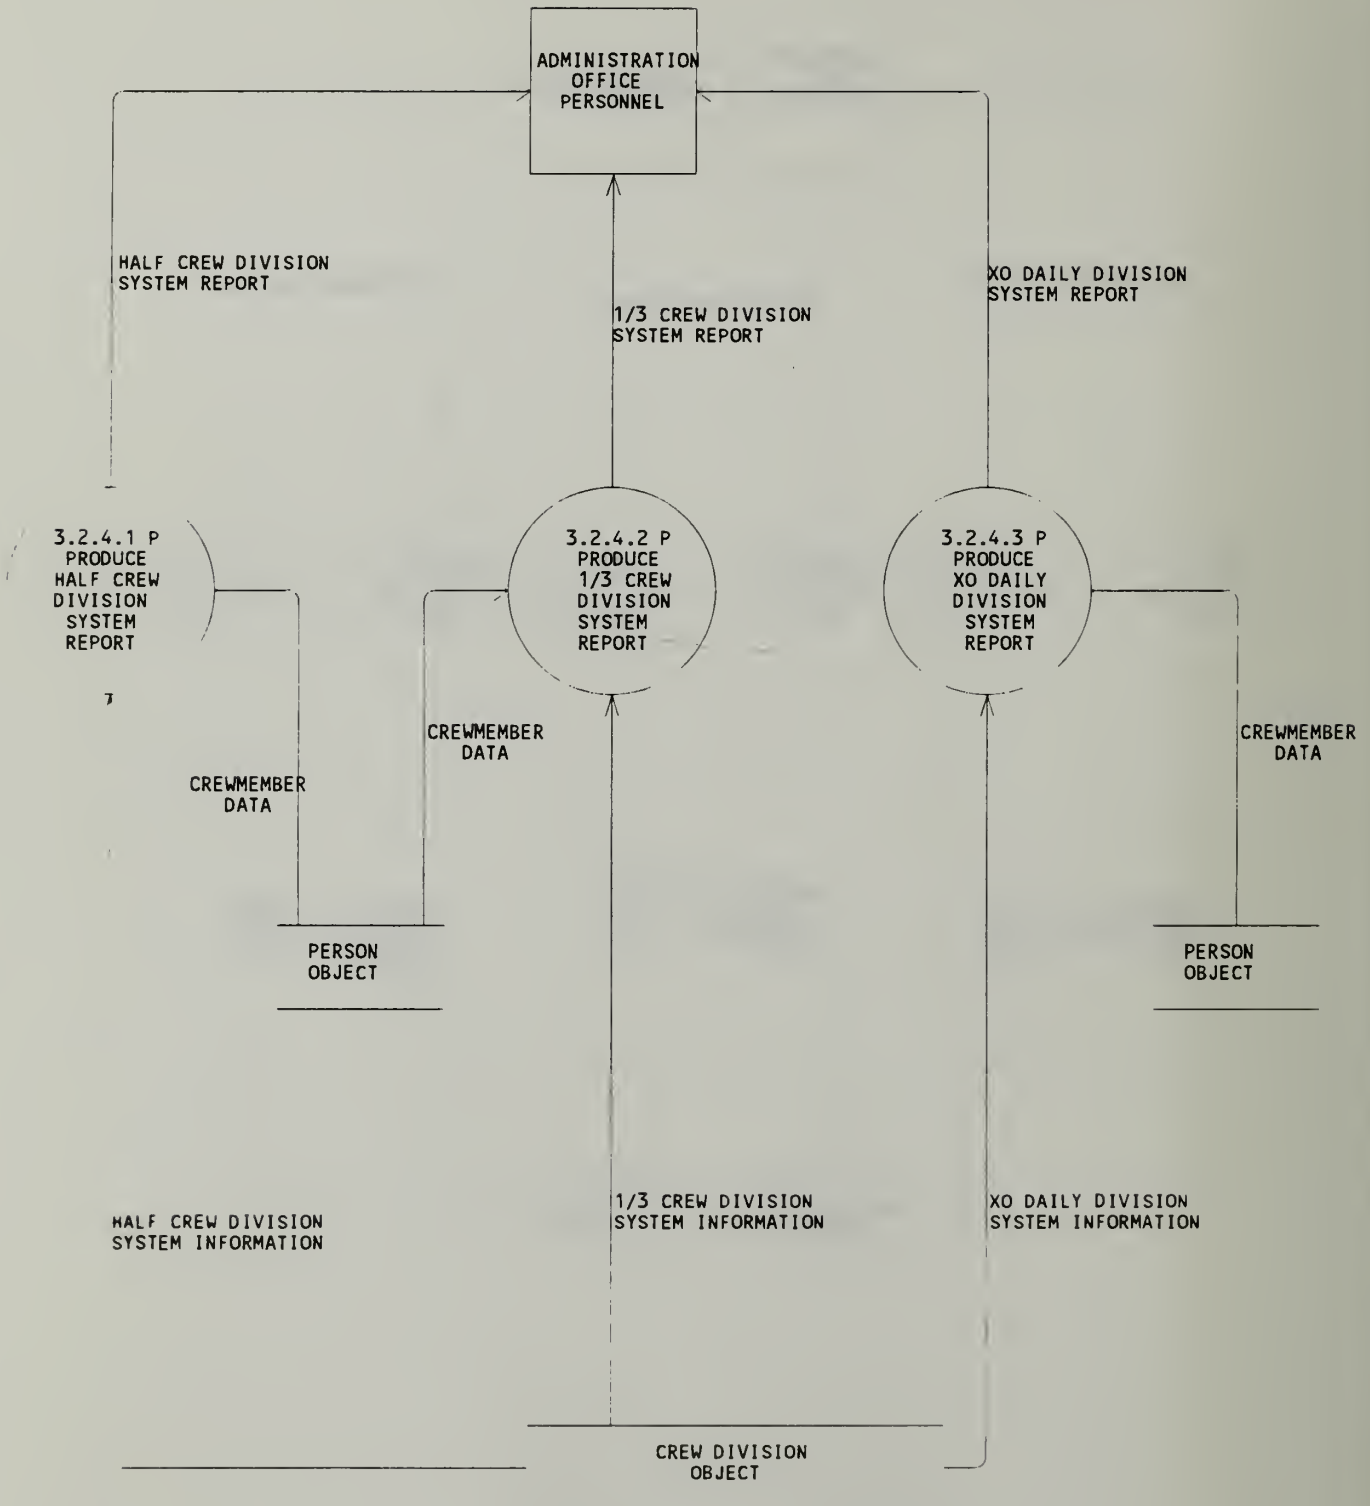 ADMINISTRATION
OFFICE
PERSONNEL
HALF CREW DIVISION
SYSTEM REPORT
1/3 CREW DIVISION
SYSTEM REPORT
XO DAILY DIVISION
SYSTEM REPORT
3.2.4.1 P
PRODUCE
HALF CREW
DIVISION
SYSTEM
REPORT
3.2.4.2 P
PRODUCE
1/3 CREW
DIVISION
SYSTEM
REPORT
3.2.4.3 P
PRODUCE
XO DAILY
DIVISION
SYSTEM
REPORT
CREWMEMBER
DATA
CREWMEMBER
DATA
CREWMEMBER
DATA
PERSON
OBJECT
PERSON
OBJECT
HALF CREW DIVISION
SYSTEM INFORMATION
1/3 CREW DIVISION
SYSTEM INFORMATION
XO DAILY DIVISION
SYSTEM INFORMATION
CREW DIVISION
OBJECT